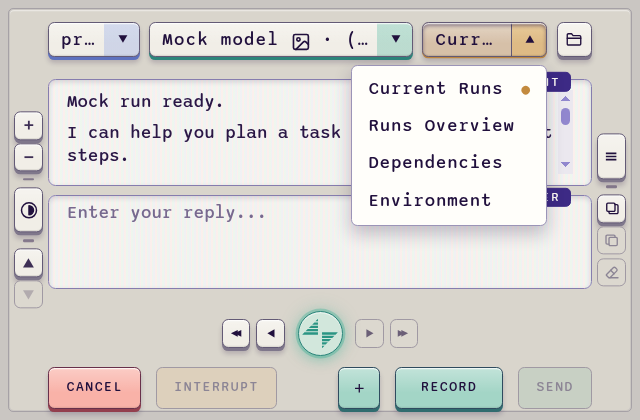 pr…
Mock model · (…
Curr…
Current Runs
Runs Overview
Dependencies
Environment
Mock run ready.
I can help you plan a task
steps.
Enter your reply...
CANCEL
INTERRUPT
+
RECORD
SEND